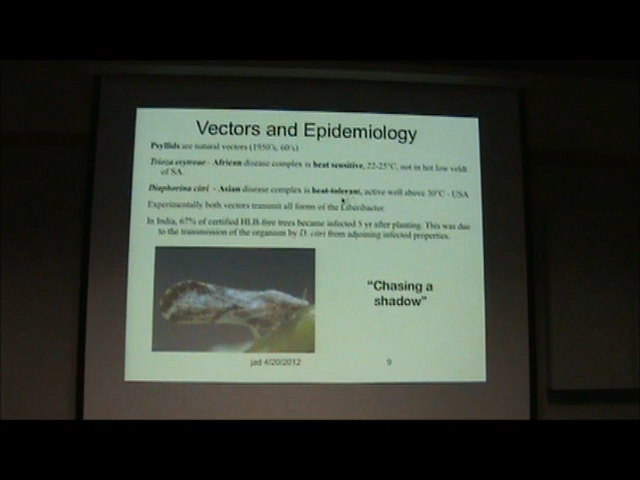 Vectors and Epidemiology
Psyllids are natural vectors (1950's, 60's)
Trioza erytreae - African disease complex is heat sensitive, 22-25°C, not in hot low veldt
of SA.
Diaphorina citri - Asian disease complex is heat-tolerant, active well above 30°C - USA
Experimentally both vectors transmit all forms of the Liberibacter.
In India, 67% of certified HLB-free trees became infected 5 yr after planting. This was due
to the transmission of the organism by D. citri from adjoining infected properties.
"Chasing a
shadow"
jad 4/20/2012
9